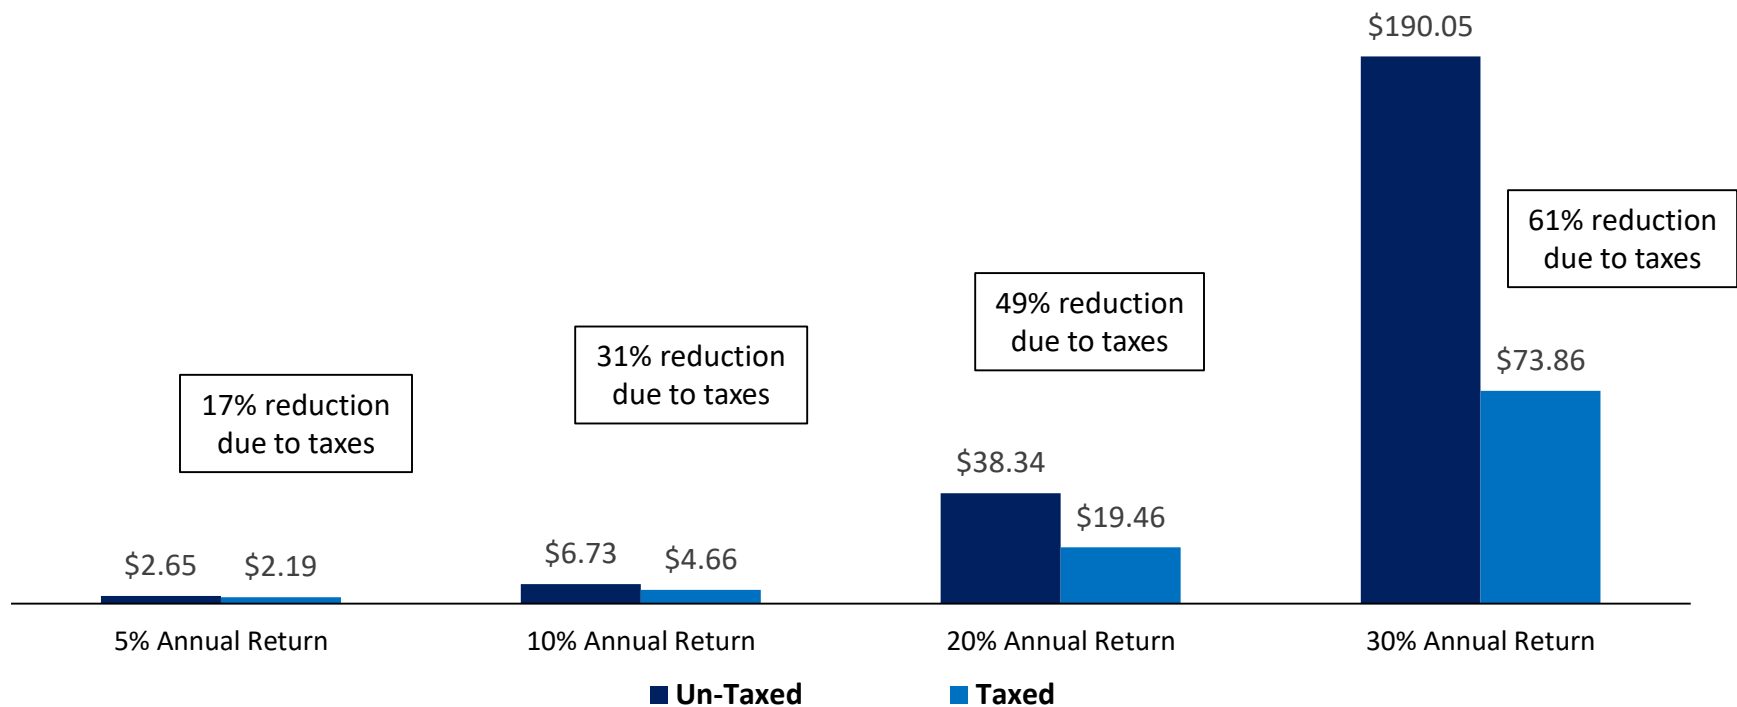 $190.05
61% reduction
due to taxes
49% reduction
due to taxes
31% reduction
due to taxes
$73.86
17% reduction
due to taxes
$38.34
$19.46
$6.73
$4.66
$2.65
$2.19
5% Annual Return
10% Annual Return
20% Annual Return
30% Annual Return
Un-Taxed
Taxed